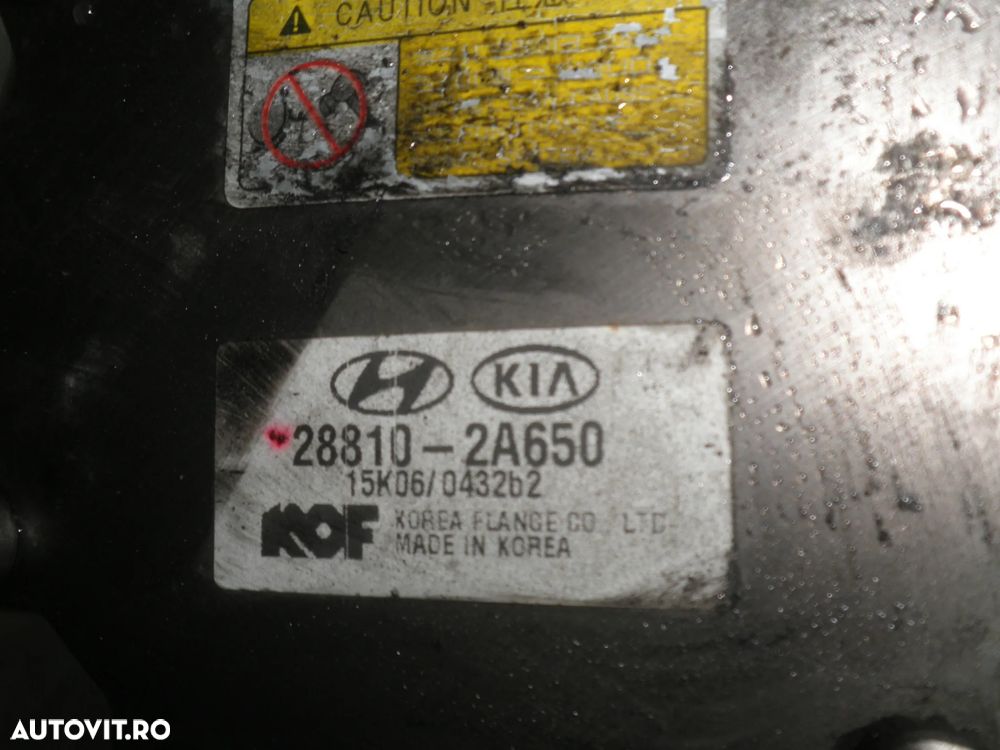 CAUTION
KIA
28810-2A650
15K06/0432b2
KOF KOREA FLANGE CO. LTD
MADE IN KOREA
AUTOVIT.RO